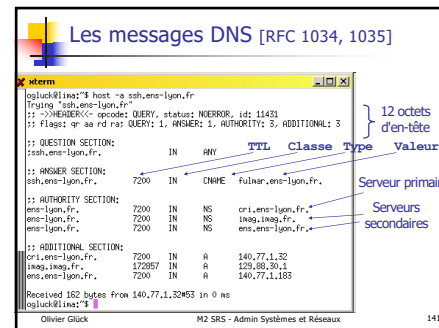 Les messages DNS [RFC 1034, 1035]
xterm
ogluck@lima:~$ host -a ssh.ens-lyon.fr
Trying "ssh.ens-lyon.fr"
;; ->>HEADER<<- opcode: QUERY, status: NOERROR, id: 11431
;; flags: qr aa rd ra; QUERY: 1, ANSWER: 1, AUTHORITY: 3, ADDITIONAL: 3
12 octets
d'en-tête
;; QUESTION SECTION:
;ssh.ens-lyon.fr. IN ANY
TTL Classe Type Valeur
;; ANSWER SECTION:
ssh.ens-lyon.fr. 7200 IN CNAME fulmar.ens-lyon.fr.
Serveur primair
;; AUTHORITY SECTION:
ens-lyon.fr. 7200 IN NS cri.ens-lyon.fr.
ens-lyon.fr. 7200 IN NS imag.imag.fr.
ens-lyon.fr. 7200 IN NS ens.ens-lyon.fr.
Serveurs
secondaires
;; ADDITIONAL SECTION:
cri.ens-lyon.fr. 7200 IN A 140.77.1.32
imag.imag.fr. 172857 IN A 129.88.30.1
ens.ens-lyon.fr. 7200 IN A 140.77.1.183
Received 162 bytes from 140.77.1.32#53 in 0 ms
ogluck@lima:~$
Olivier Glück M2 SRS - Admin Systèmes et Réseaux 141